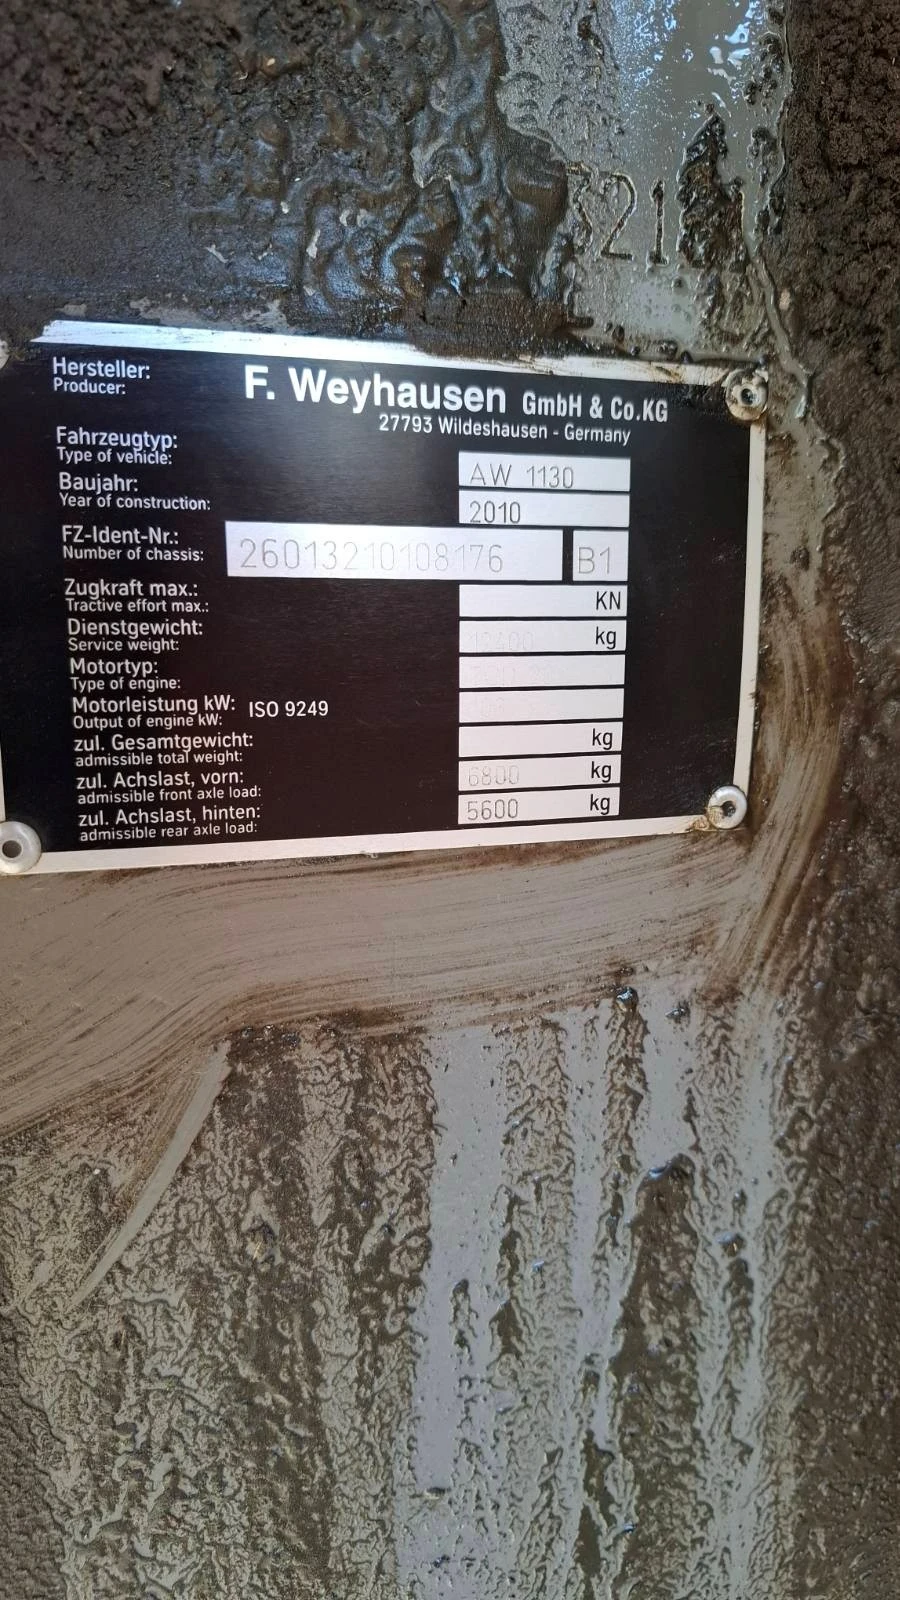 321
Hersteller:
Producer:
F. Weyhausen GmbH & Co.KG
27793 Wildeshausen - Germany
Fahrzeugtyp:
Type of vehicle:
AW 1130
Baujahr:
Year of construction:
2010
FZ-Ident-Nr.:
Number of chassis:
26013210108176 B1
Zugkraft max.:
Tractive effort max.:
KN
Dienstgewicht:
Service weight:
12400 kg
Motortyp:
Type of engine:
Motorleistung kW: ISO 9249
Output of engine kW:
zul. Gesamtgewicht:
admissible total weight:
kg
zul. Achslast, vorn:
admissible front axle load:
6800 kg
zul. Achslast, hinten:
admissible rear axle load:
5600 kg